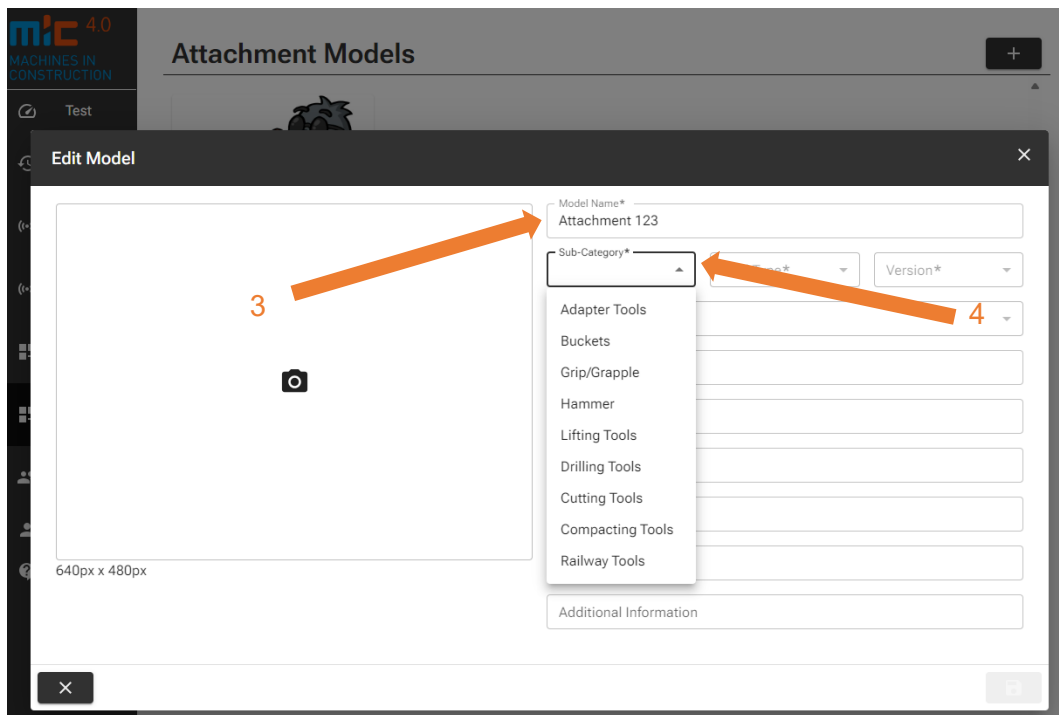 mic 4.0
MACHINES IN
CONSTRUCTION
Attachment Models
+
Test
Edit Model
Model Name*
Attachment 123
Sub-Category*
Version*
3
4
Adapter Tools
Buckets
Grip/Grapple
Hammer
Lifting Tools
Drilling Tools
Cutting Tools
Compacting Tools
Railway Tools
640px x 480px
Additional Information